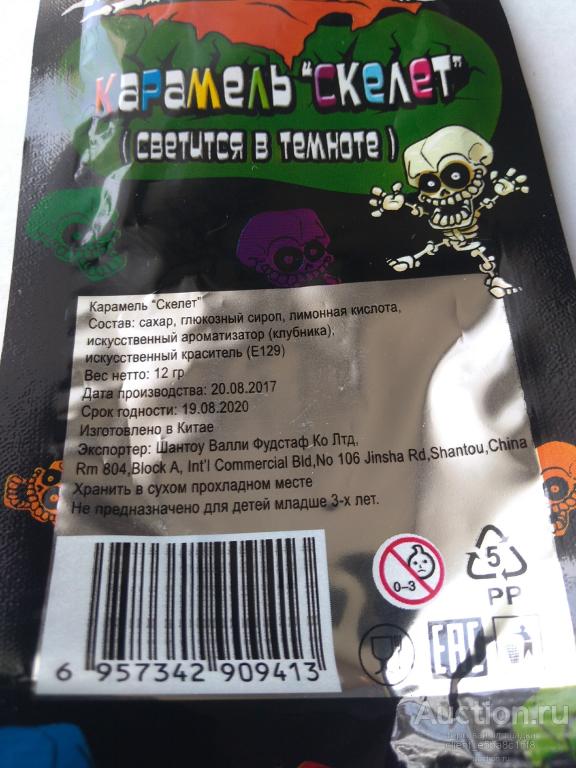 Карамель "Скелет"
(светится в темноте)
Карамель "Скелет"
Состав: сахар, глюкозный сироп, лимонная кислота,
искусственный ароматизатор (клубника),
искусственный краситель (Е129)
Вес нетто: 12 гр
Дата производства: 20.08.2017
Срок годности: 19.08.2020
Изготовлено в Китае
Экспортер: Шантоу Валли Фудстаф Ко Лтд,
Rm 804,Block A, Int'l Commercial Bld,No 106 Jinsha Rd,Shantou,China
Хранить в сухом прохладном месте
Не предназначено для детей младше 3-х лет.
0-3
5
PP
EAC
6 957342 909413
Auction.ru